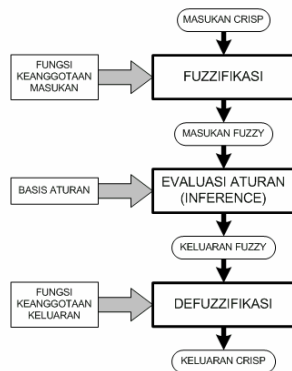 MASUKAN CRISP
FUNGSI
KEANGGOTAAN
MASUKAN
FUZZIFIKASI
MASUKAN FUZZY
BASIS ATURAN
EVALUASI ATURAN
(INFERENCE)
KELUARAN FUZZY
FUNGSI
KEANGGOTAAN
KELUARAN
DEFUZZIFIKASI
KELUARAN CRISP